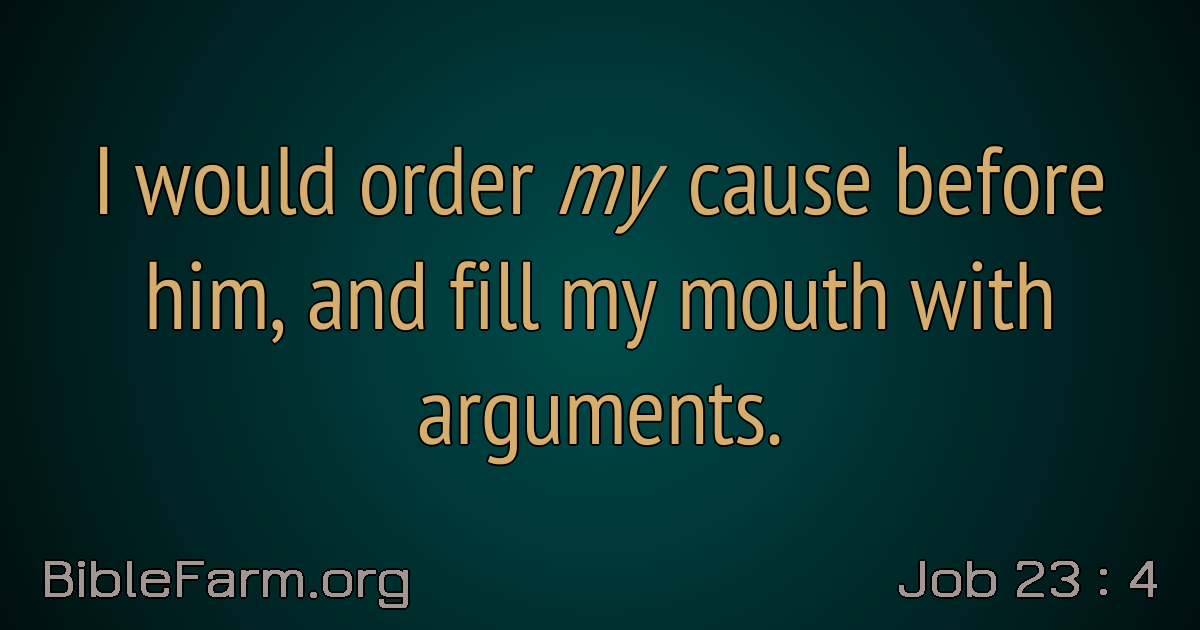 I would order my cause before
him, and fill my mouth with
arguments.
BibleFarm.org
Job 23 : 4